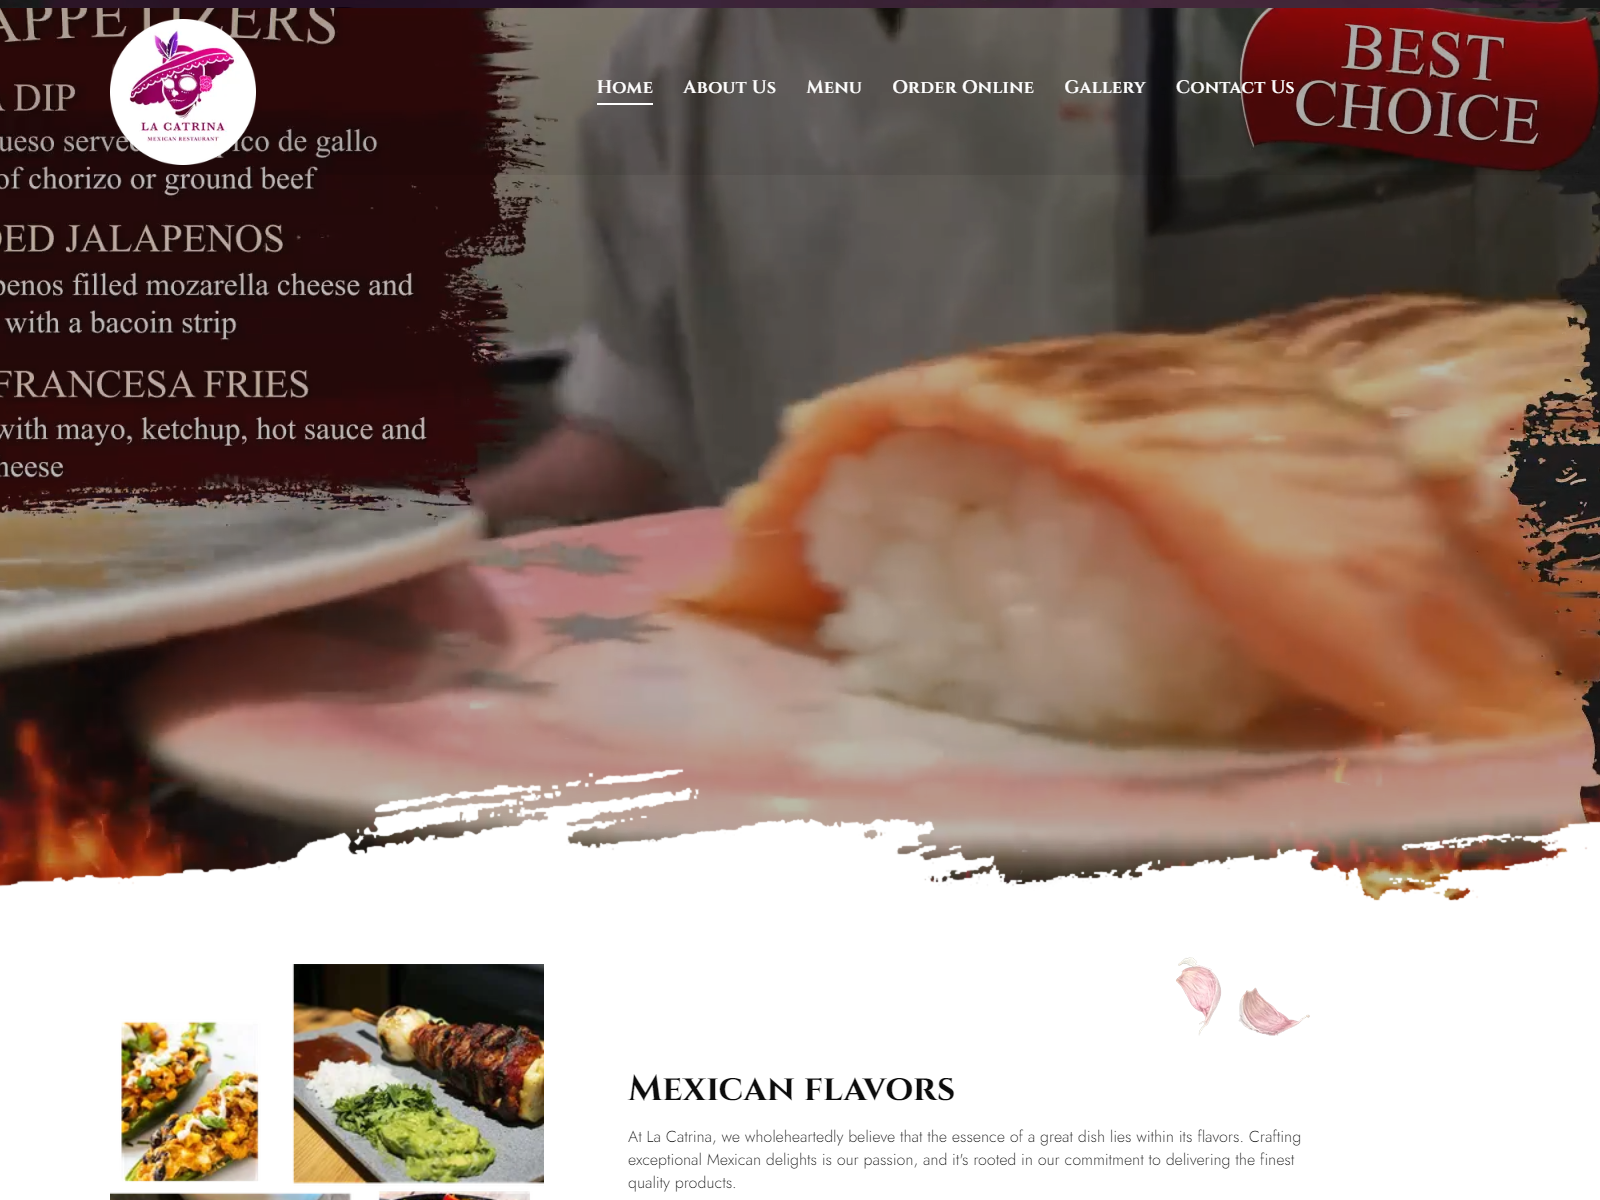 APPETIZERS
DIP
ueso served pico de gallo
of chorizo or ground beef
ED JALAPENOS
penos filled mozarella cheese and
with a bacoin strip
FRANCESA FRIES
with mayo, ketchup, hot sauce and
heese
LA CATRINA
MEXICAN RESTAURANT
Home
About Us
Menu
Order Online
Gallery
Contact Us
BEST
CHOICE
Mexican flavors
At La Catrina, we wholeheartedly believe that the essence of a great dish lies within its flavors. Crafting
exceptional Mexican delights is our passion, and it's rooted in our commitment to delivering the finest
quality products.